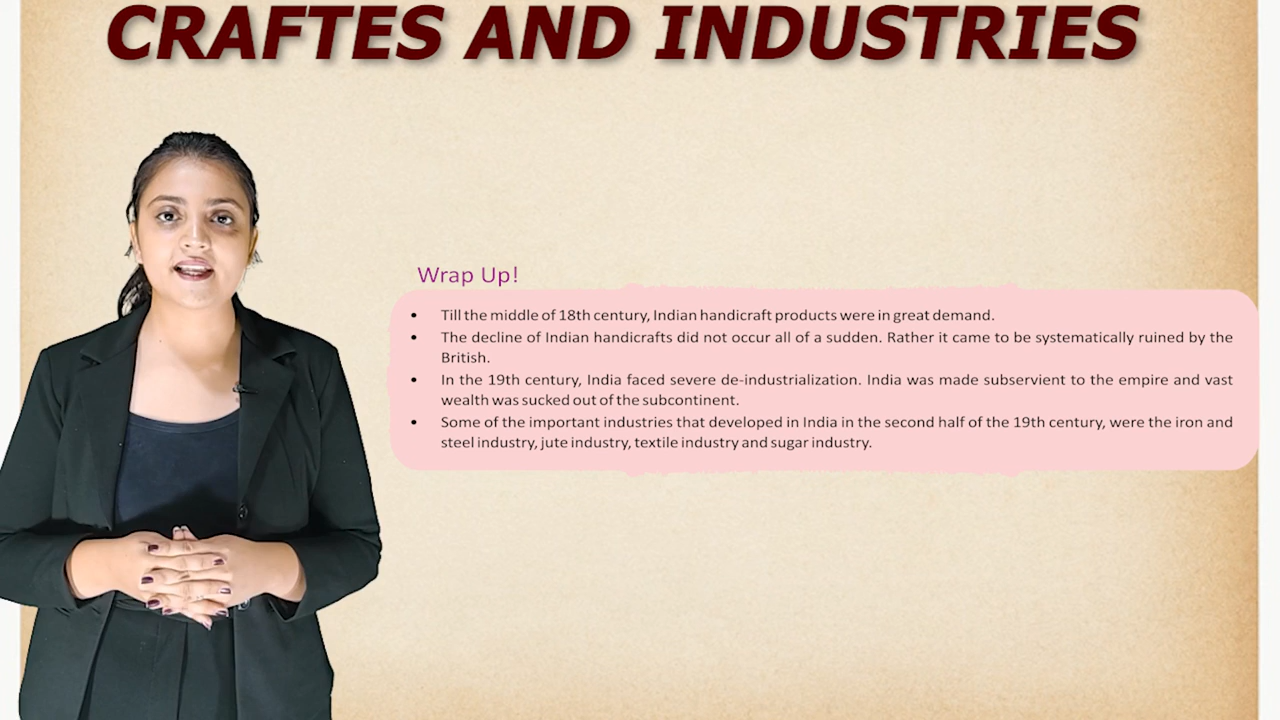 CRAFTES AND INDUSTRIES
Wrap Up!
• Till the middle of 18th century, Indian handicraft products were in great demand.
• The decline of Indian handicrafts did not occur all of a sudden. Rather it came to be systematically ruined by the
British.
• In the 19th century, India faced severe de-industrialization. India was made subservient to the empire and vast
wealth was sucked out of the subcontinent.
• Some of the important industries that developed in India in the second half of the 19th century, were the iron and
steel industry, jute industry, textile industry and sugar industry.